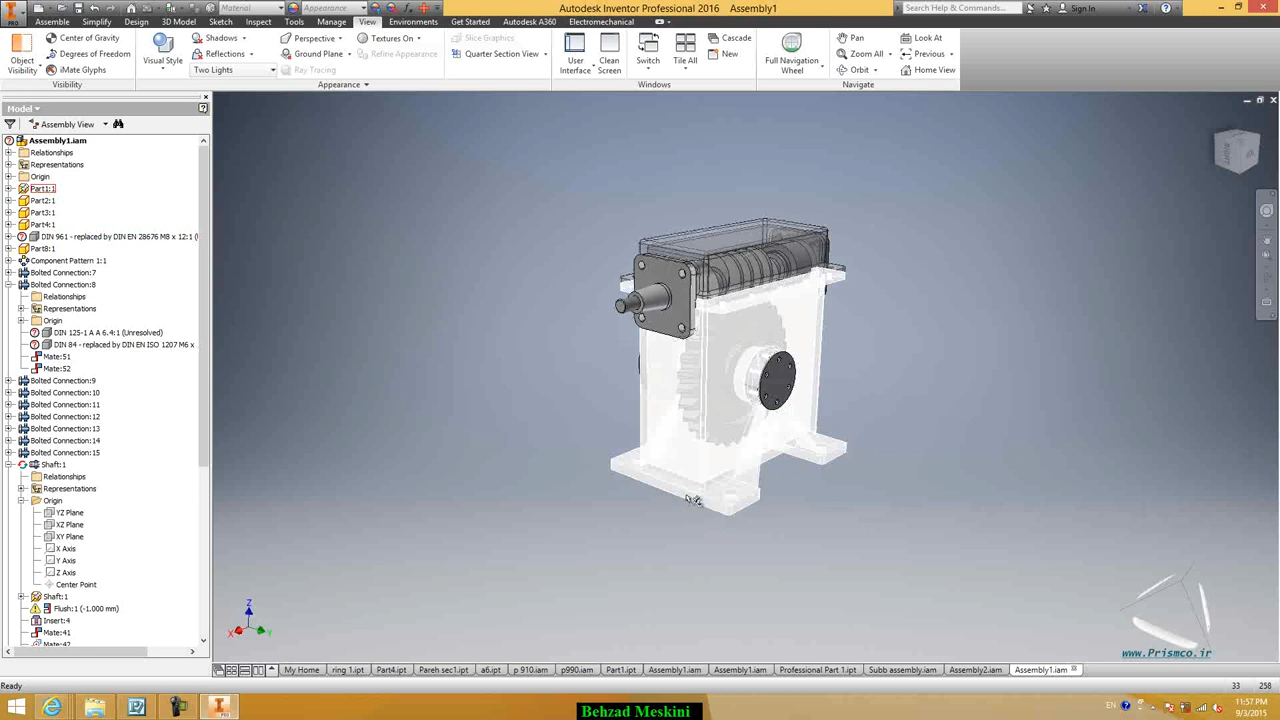 Autodesk Inventor Professional 2016   Assembly1
Material
Appearance
Search Help & Commands...
Sign In
PRO
Assemble
Simplify
Design
3D Model
Sketch
Inspect
Tools
Manage
View
Environments
Get Started
Autodesk A360
Electromechanical
Object
Visibility
Center of Gravity
Degrees of Freedom
iMate Glyphs
Visibility
Visual Style
Shadows
Reflections
Two Lights
Perspective
Ground Plane
Ray Tracing
Textures On
Refine Appearance
Slice Graphics
Quarter Section View
Appearance
User
Interface
Clean
Screen
Switch
Tile All
Cascade
New
Windows
Full Navigation
Wheel
Pan
Zoom All
Orbit
Look At
Previous
Home View
Navigate
Model
Assembly View
Assembly1.iam
Relationships
Representations
Origin
Part1:1
Part2:1
Part3:1
Part4:1
DIN 961 - replaced by DIN EN 28676 M8 x 12:1 (
Part8:1
Component Pattern 1:1
Bolted Connection:7
Bolted Connection:8
Relationships
Representations
Origin
DIN 125-1 A A 6.4:1 (Unresolved)
DIN 84 - replaced by DIN EN ISO 1207 M6 x
Mate:51
Mate:52
Bolted Connection:9
Bolted Connection:10
Bolted Connection:11
Bolted Connection:12
Bolted Connection:13
Bolted Connection:14
Bolted Connection:15
Shaft:1
Relationships
Representations
Origin
YZ Plane
XZ Plane
XY Plane
X Axis
Y Axis
Z Axis
Center Point
Shaft:1
Flush:1 (-1.000 mm)
Insert:4
Mate:41
Mate:42
RIGHT
Z
X
Y
www.Prismco.ir
My Home
ring 1.ipt
Part4.ipt
Pareh sec1.ipt
a6.ipt
p 910.iam
p990.iam
Part1.ipt
Assembly1.iam
Assembly1.iam
Professional Part 1.ipt
Subb assembly.iam
Assembly2.iam
Assembly1.iam
Ready
33
258
Behzad Meskini
EN
11:57 PM
9/3/2015